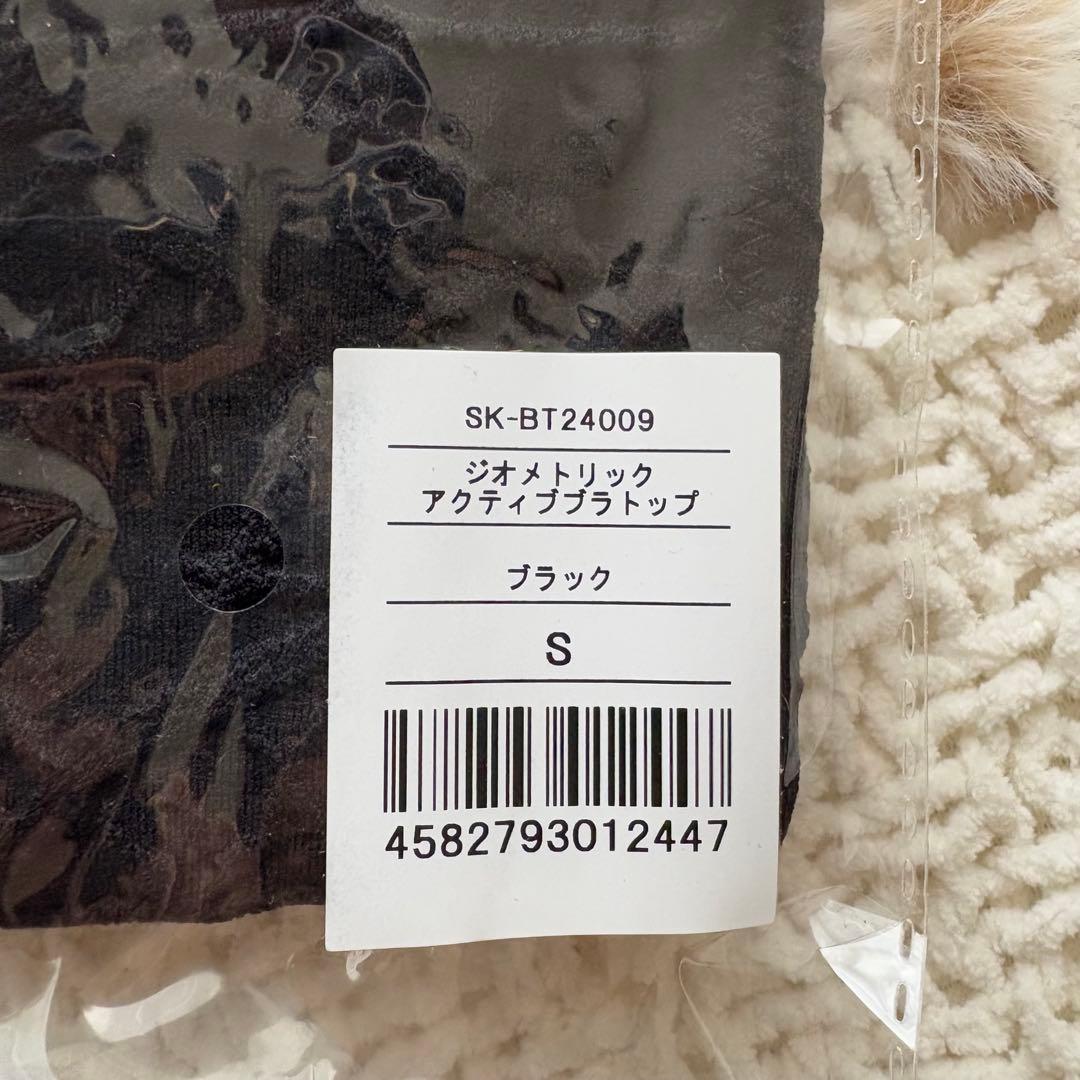 SK-BT24009
ジオメトリック
アクティブブラトップ
ブラック
S
4582793012447